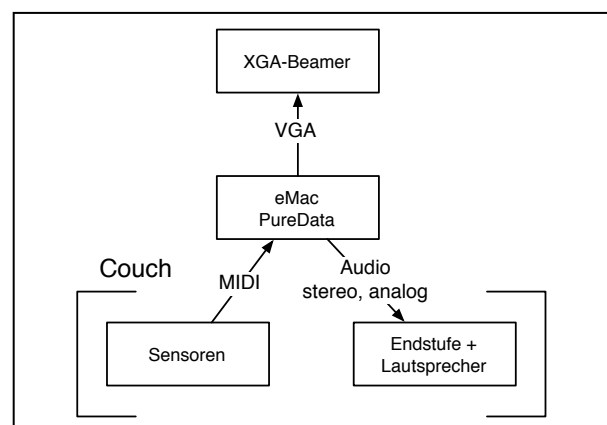 XGA-Beamer
VGA
eMac
PureData
Couch
MIDI
Audio
stereo, analog
Sensoren
Endstufe +
Lautsprecher